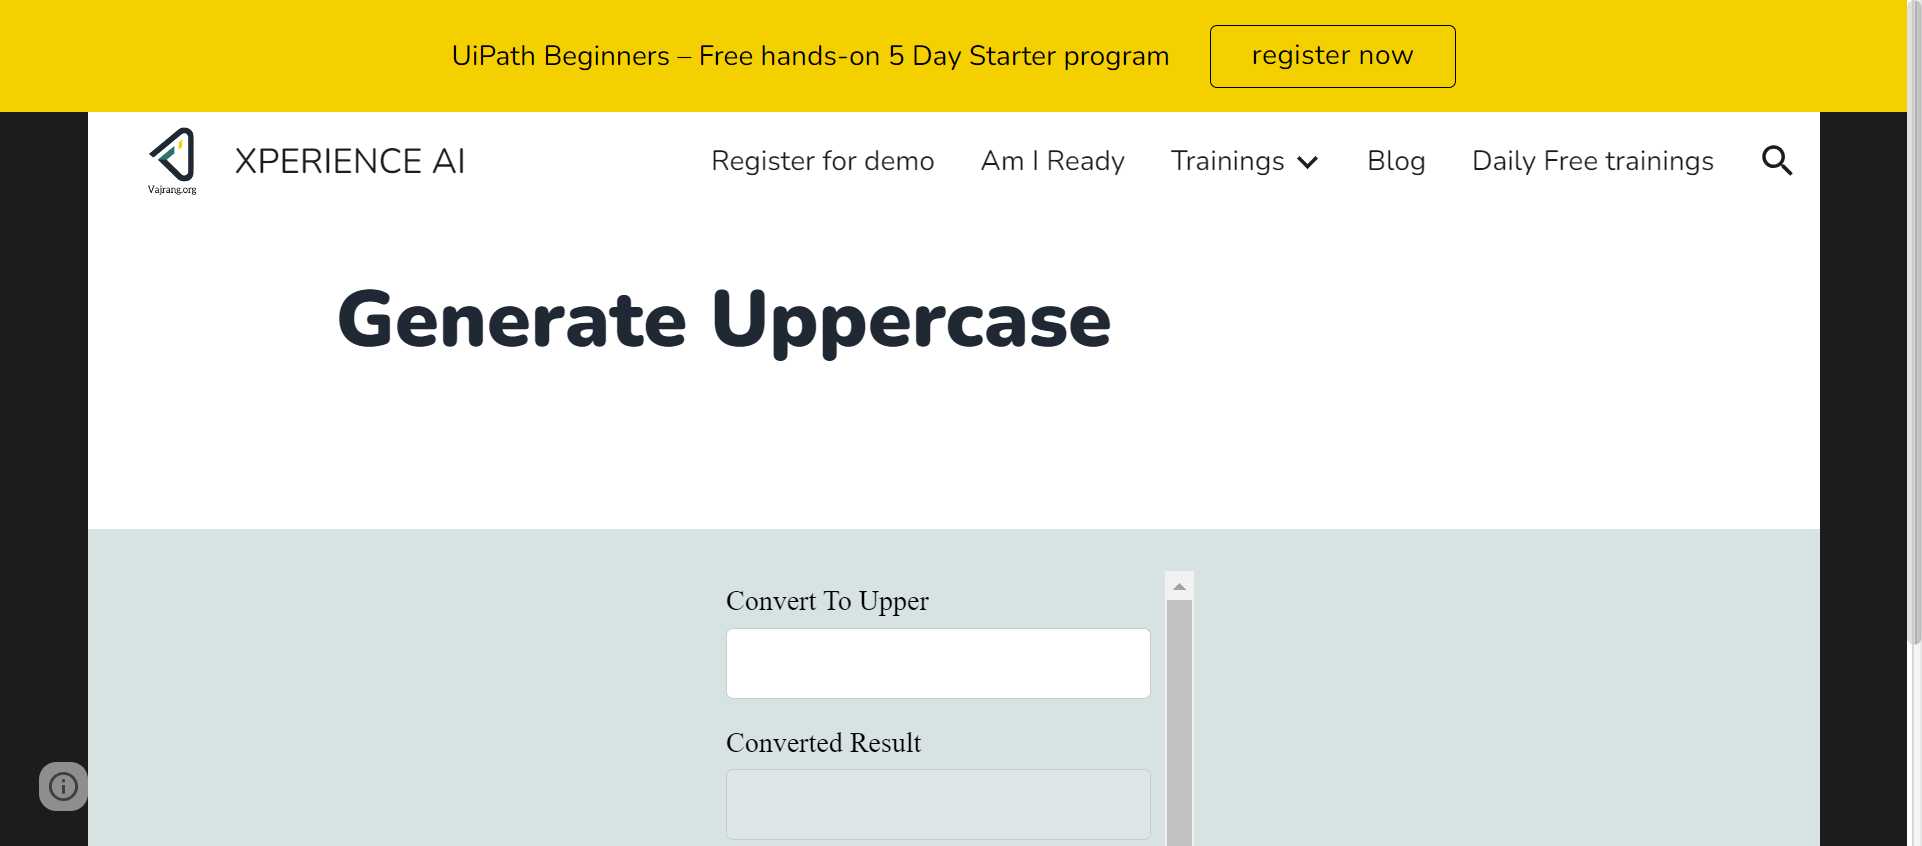 UiPath Beginners – Free hands-on 5 Day Starter program register now
Vajrang.org
XPERIENCE AI Register for demo Am I Ready Trainings Blog Daily Free trainings
Generate Uppercase
Convert To Upper
Converted Result